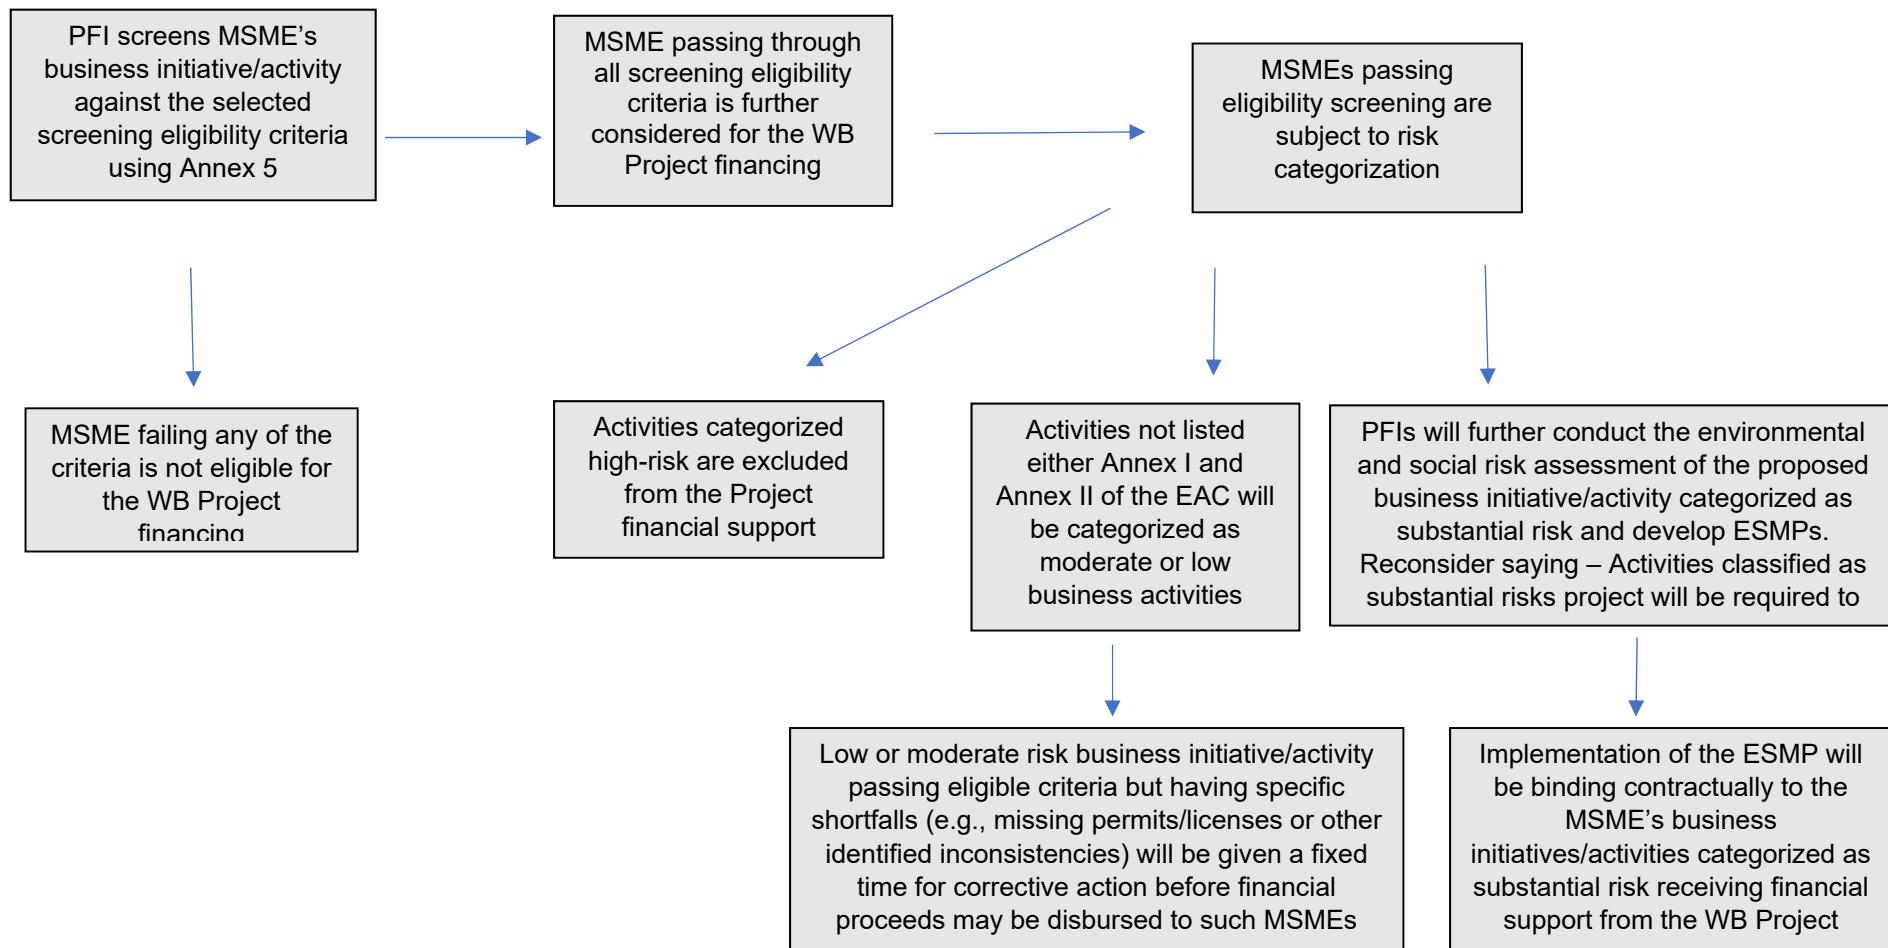 PFI screens MSME’s
business initiative/activity
against the selected
screening eligibility criteria
using Annex 5
MSME passing through
all screening eligibility
criteria is further
considered for the WB
Project financing
MSMEs passing
eligibility screening are
subject to risk
categorization
MSME failing any of the
criteria is not eligible for
the WB Project
financing
Activities categorized
high-risk are excluded
from the Project
financial support
Activities not listed
either Annex I and
Annex II of the EAC will
be categorized as
moderate or low
business activities
PFIs will further conduct the environmental
and social risk assessment of the proposed
business initiative/activity categorized as
substantial risk and develop ESMPs.
Reconsider saying – Activities classified as
substantial risks project will be required to
Low or moderate risk business initiative/activity
passing eligible criteria but having specific
shortfalls (e.g., missing permits/licenses or other
identified inconsistencies) will be given a fixed
time for corrective action before financial
proceeds may be disbursed to such MSMEs
Implementation of the ESMP will
be binding contractually to the
MSME’s business
initiatives/activities categorized as
substantial risk receiving financial
support from the WB Project